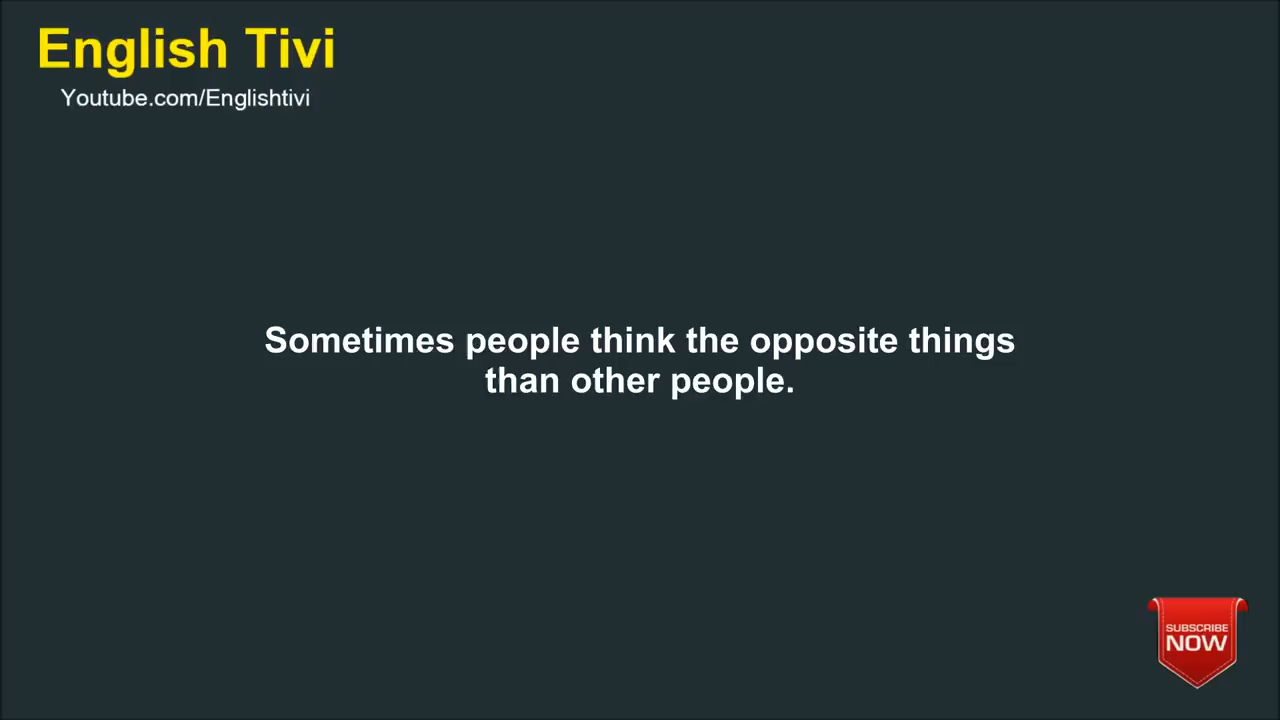 English Tivi
Youtube.com/Englishtivi
Sometimes people think the opposite things
than other people.
SUBSCRIBE
NOW